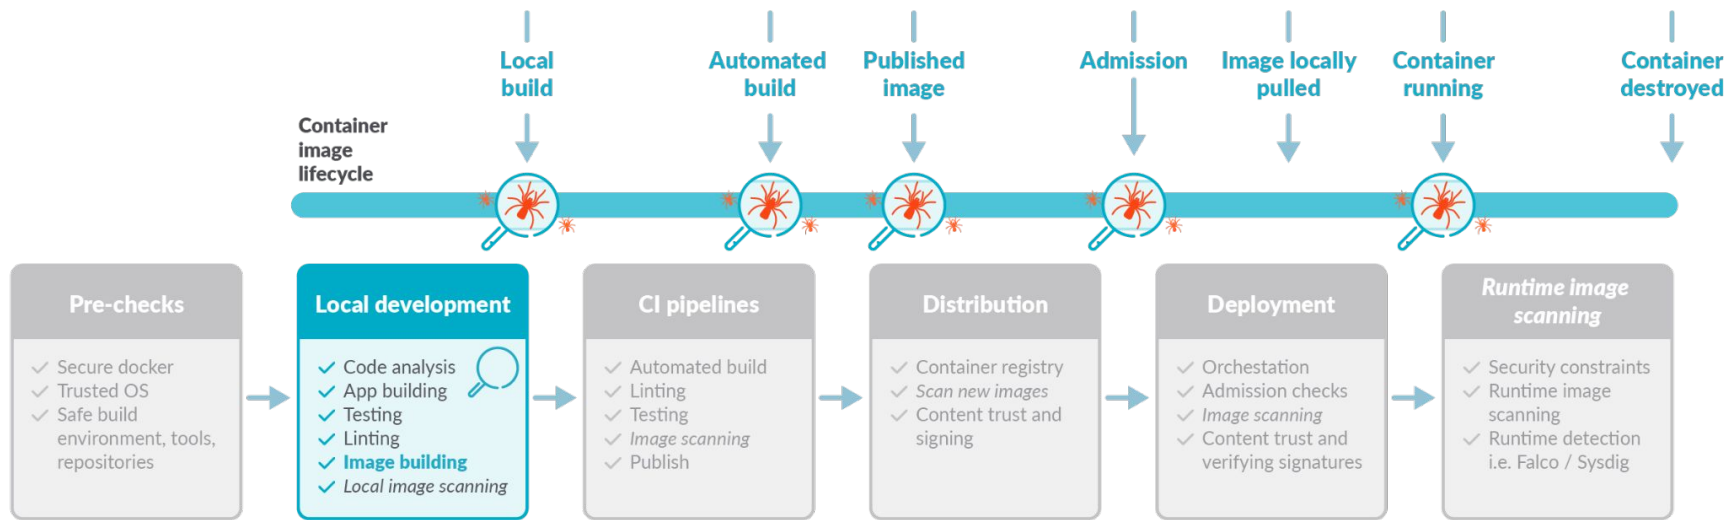 Local
build
Automated
build
Published
image
Admission
Image locally
pulled
Container
running
Container
destroyed
Container
image
lifecycle
Pre-checks
Secure docker
Trusted OS
Safe build
environment, tools,
repositories
Local development
Code analysis
App building
Testing
Linting
Image building
Local image scanning
CI pipelines
Automated build
Linting
Testing
Image scanning
Publish
Distribution
Container registry
Scan new images
Content trust and
signing
Deployment
Orchestation
Admission checks
Image scanning
Content trust and
verifying signatures
Runtime image
scanning
Security constraints
Runtime image
scanning
Runtime detection
i.e. Falco / Sysdig